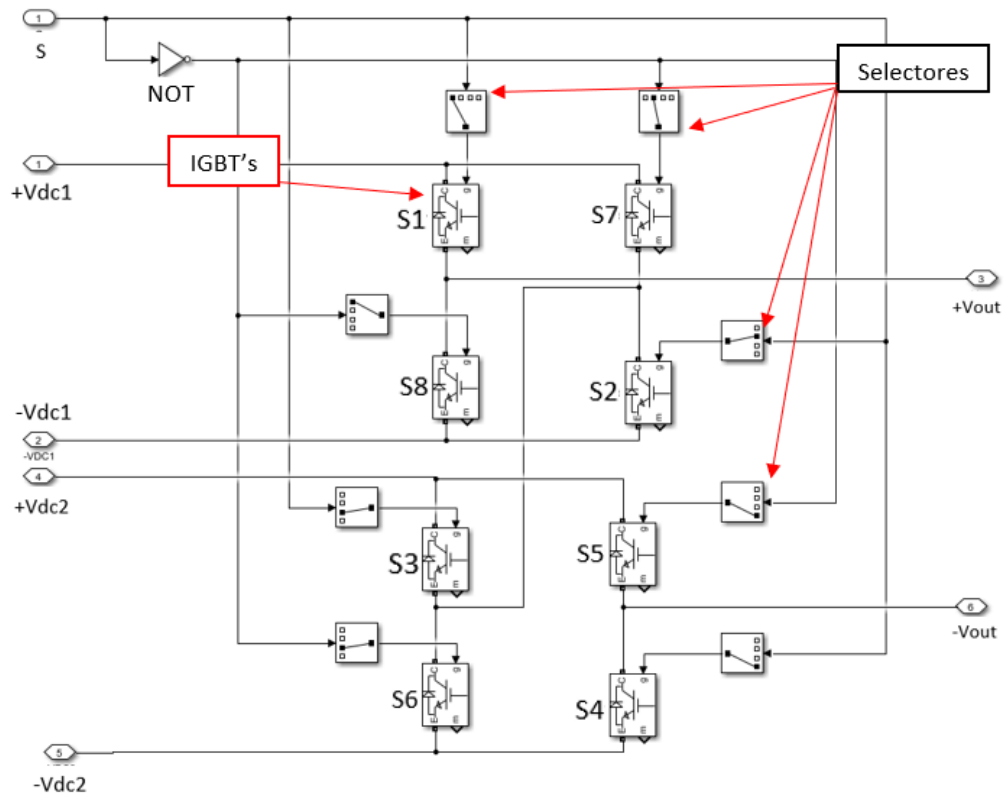 1
S
NOT
Selectores
1
+Vdc1
IGBT's
C
g
E
m
S1
C
g
E
m
S7
3
+Vout
C
g
E
m
S8
C
g
E
m
S2
-Vdc1
2
-VDC1
4
+Vdc2
C
g
E
m
S3
C
g
E
m
S5
6
-Vout
C
g
E
m
S6
C
g
E
m
S4
5
-Vdc2